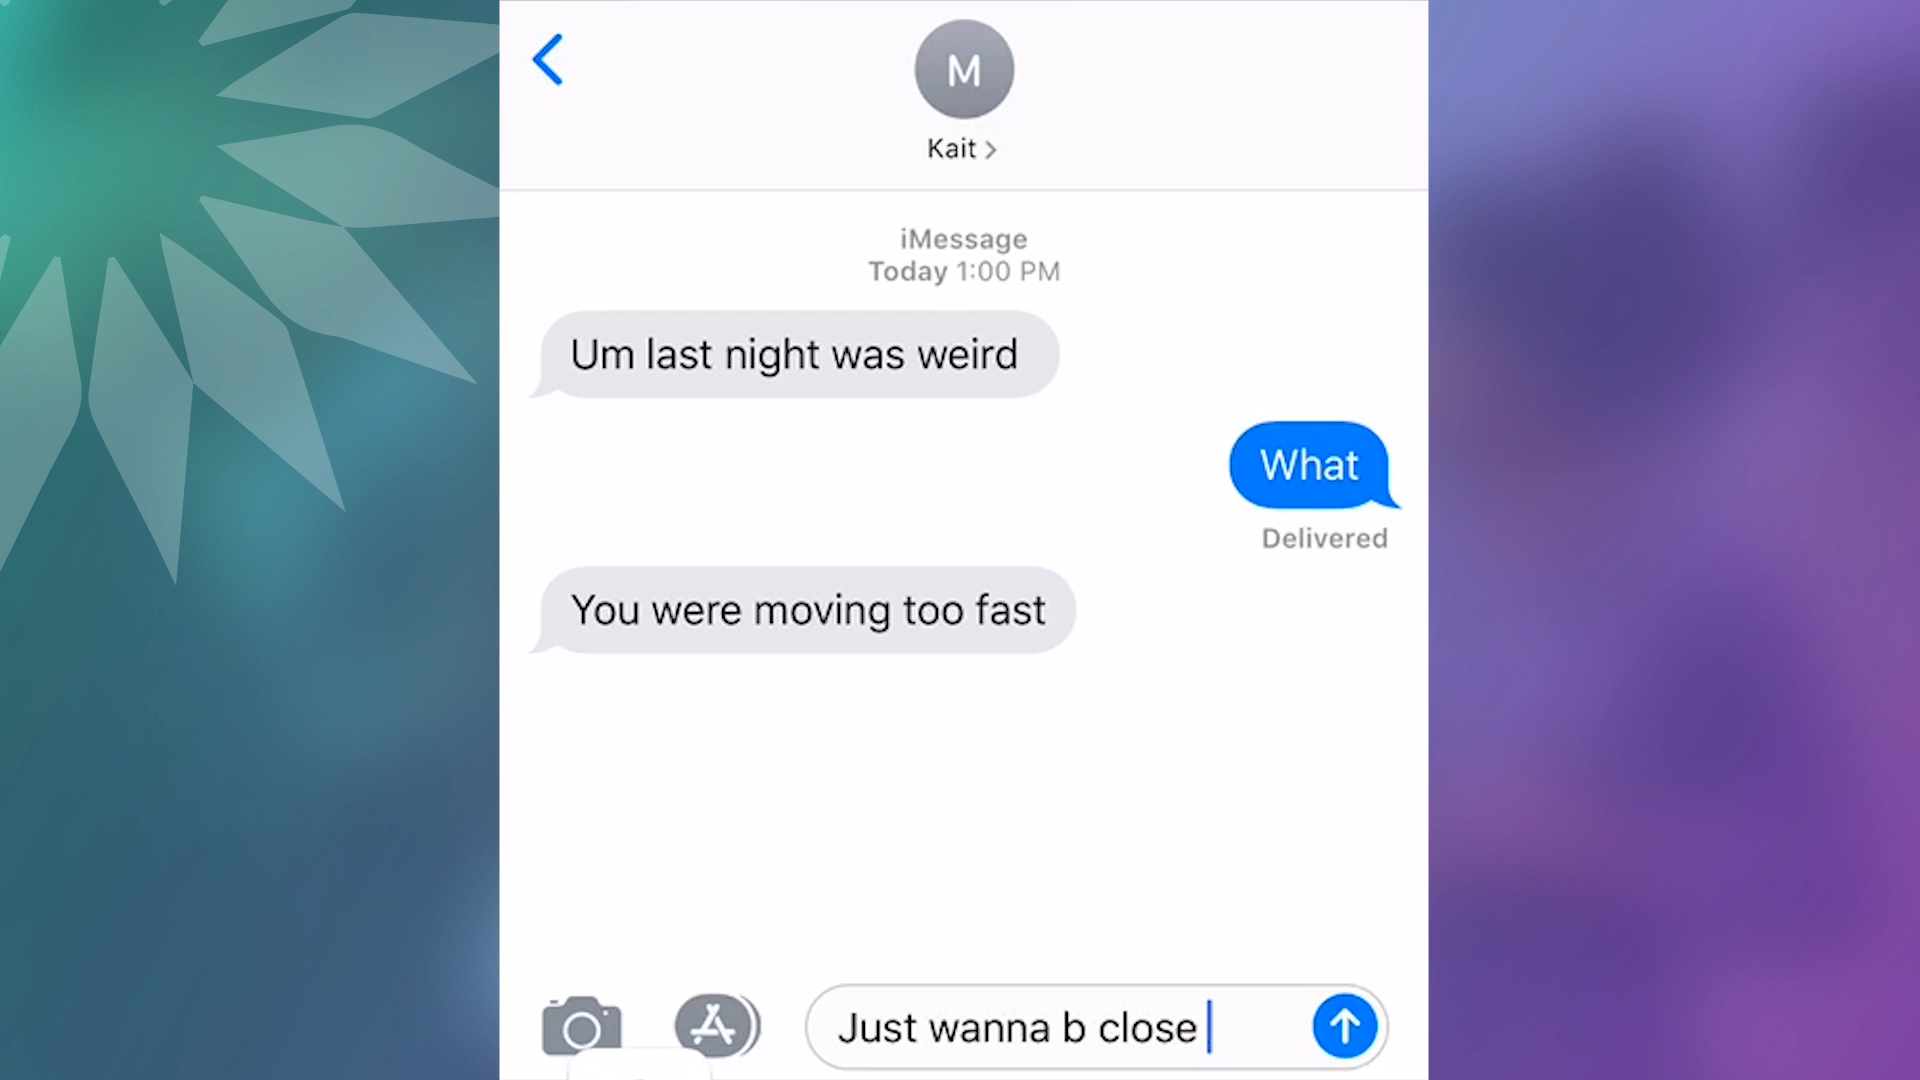 M
Kait
iMessage
Today 1:00 PM
Um last night was weird
What
Delivered
You were moving too fast
Just wanna b close